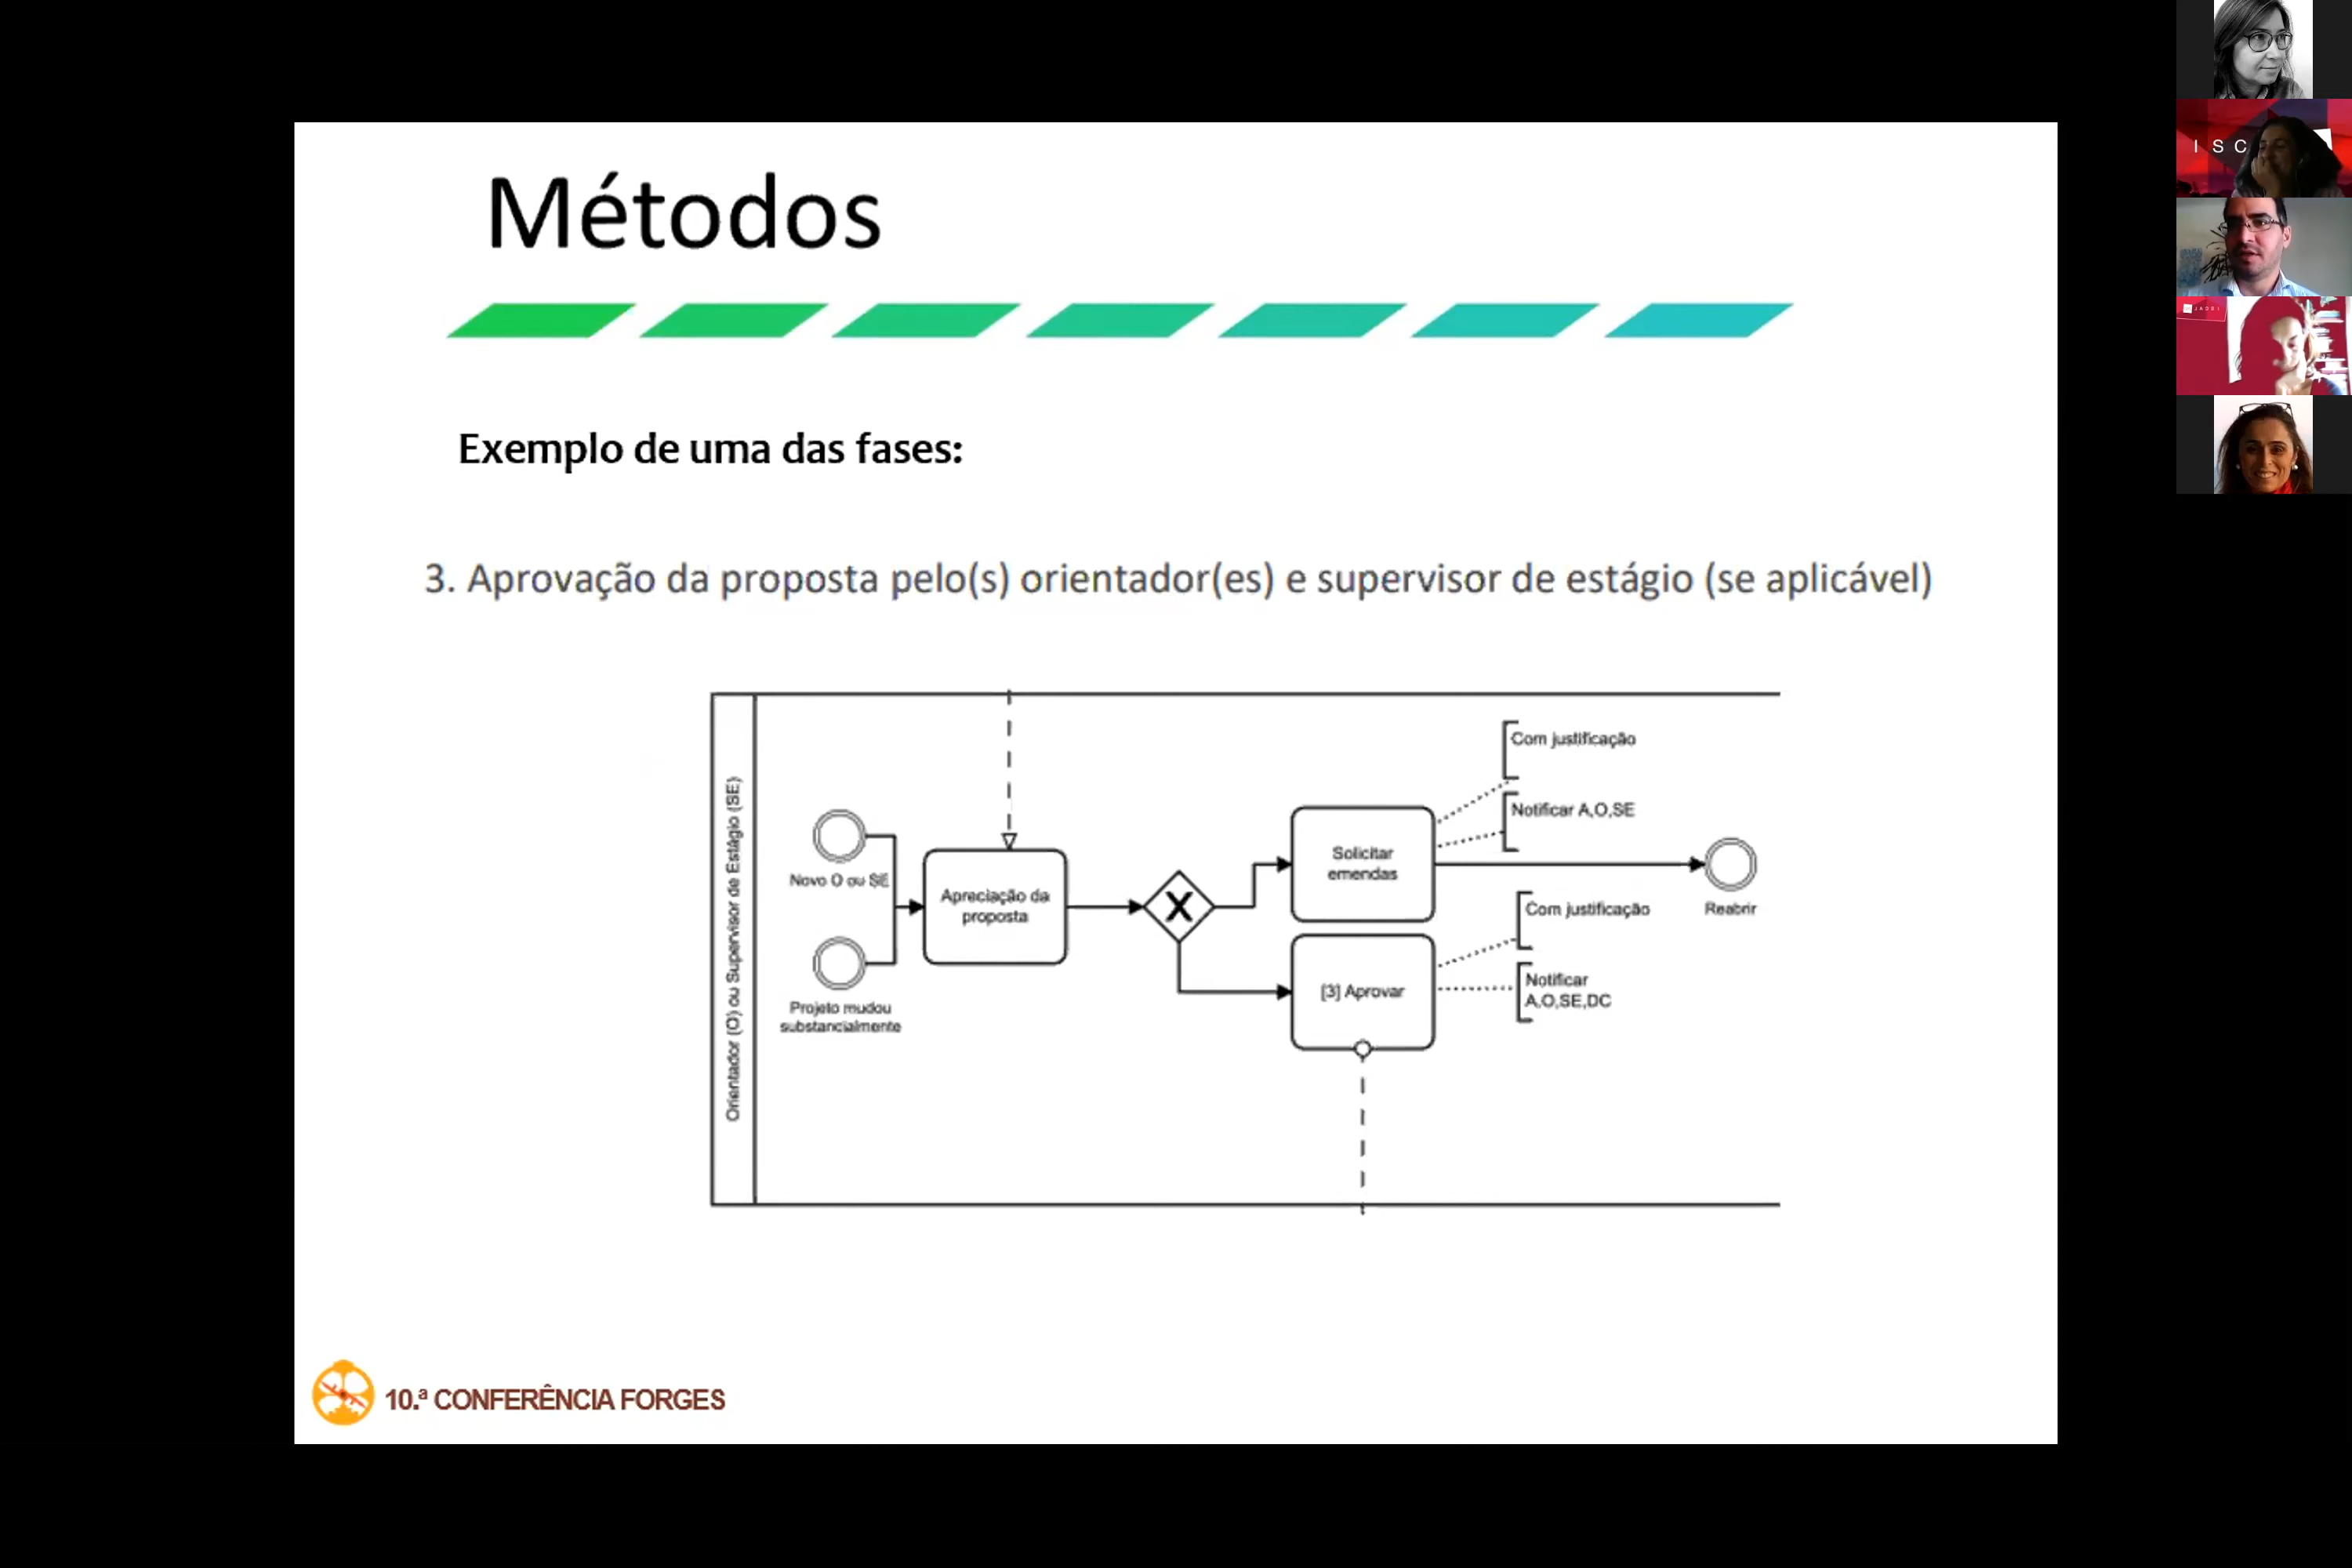 Métodos
Exemplo de uma das fases:
3. Aprovação da proposta pelo(s) orientador(es) e supervisor de estágio (se aplicável)
Orientador (O) ou Supervisor de Estágio (SE)
Novo O ou SE
Projeto mudou
substancialmente
Apreciação da
proposta
X
Solicitar
emendas
Com justificação
Notificar A,O,SE
Reabrir
[3] Aprovar
Com justificação
Notificar
A,O,SE,DC
10.ª CONFERÊNCIA FORGES
I S C